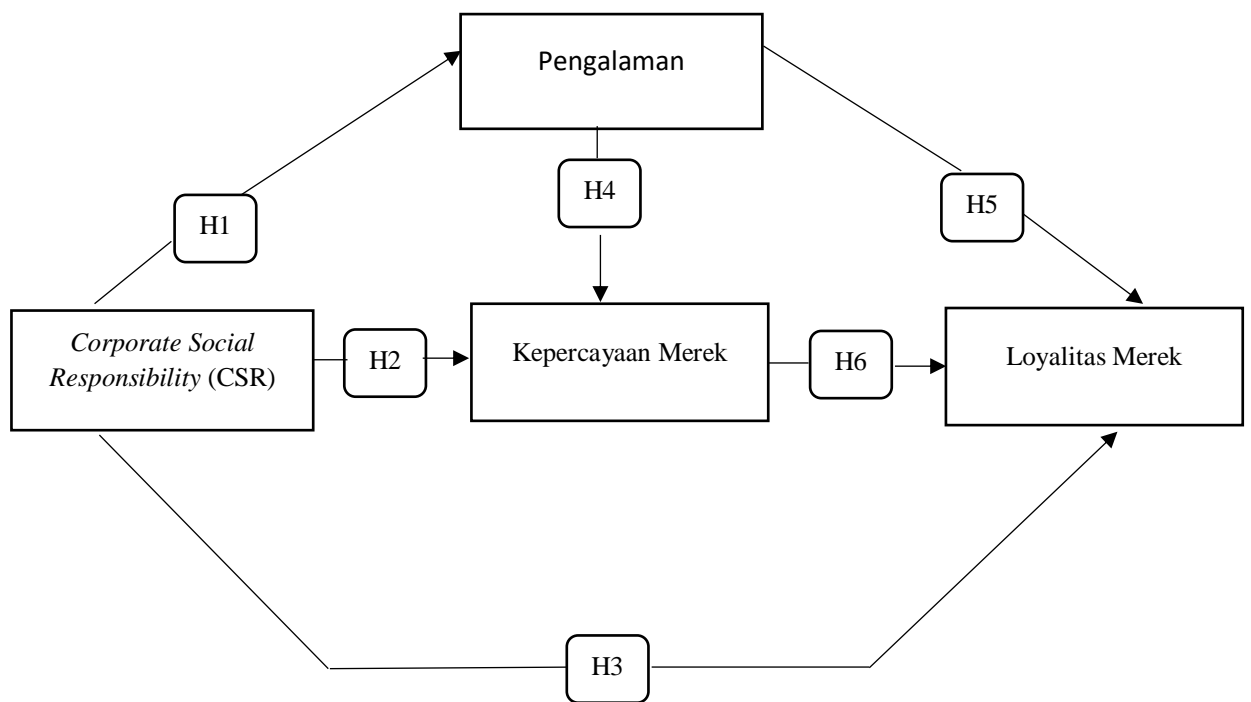 Pengalaman
H4
H5
H1
Corporate Social
Responsibility (CSR)
H2
Kepercayaan Merek
H6
Loyalitas Merek
H3